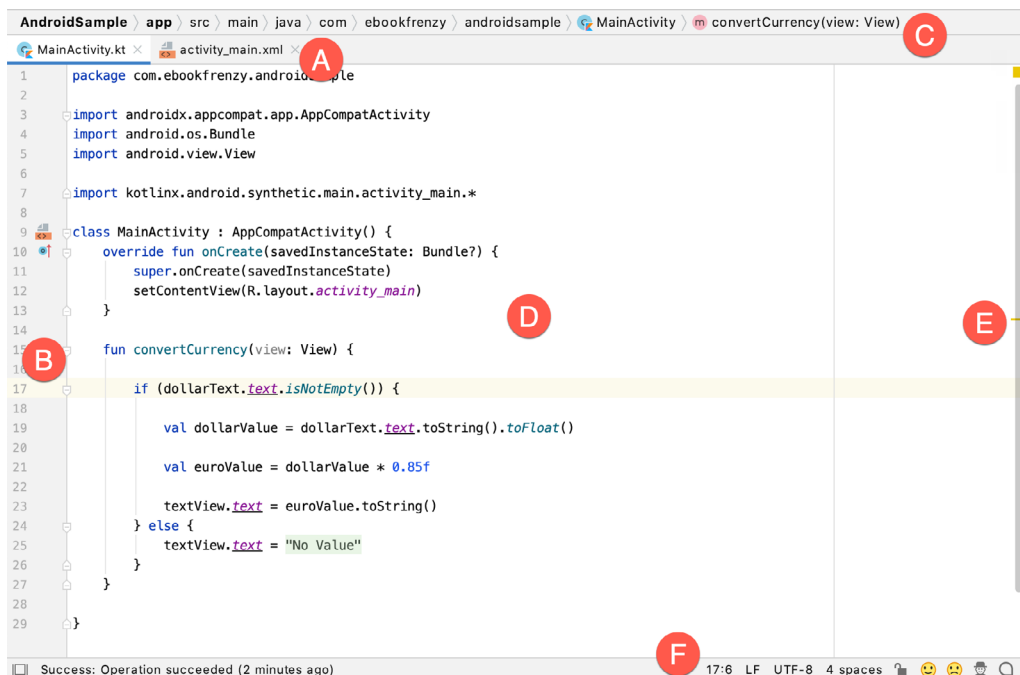 AndroidSample app src main java com ebookfrenzy androidsample MainActivity m convertCurrency(view: View)
C
MainActivity.kt activity_main.xml
A
1 package com.ebookfrenzy.android
2
3 import androidx.appcompat.app.AppCompatActivity
4 import android.os.Bundle
5 import android.view.View
6
7 import kotlinx.android.synthetic.main.activity_main.*
8
9 class MainActivity : AppCompatActivity() {
10 override fun onCreate(savedInstanceState: Bundle?) {
11 super.onCreate(savedInstanceState)
12 setContentView(R.layout.activity_main)
13 }
D
E
14
15 fun convertCurrency(view: View) {
B
16
17 if (dollarText.text.isNotEmpty()) {
18
19 val dollarValue = dollarText.text.toString().toFloat()
20
21 val euroValue = dollarValue * 0.85f
22
23 textView.text = euroValue.toString()
24 } else {
25 textView.text = "No Value"
26 }
27 }
28
29 }
F
Success: Operation succeeded (2 minutes ago) 17:6 LF UTF-8 4 spaces